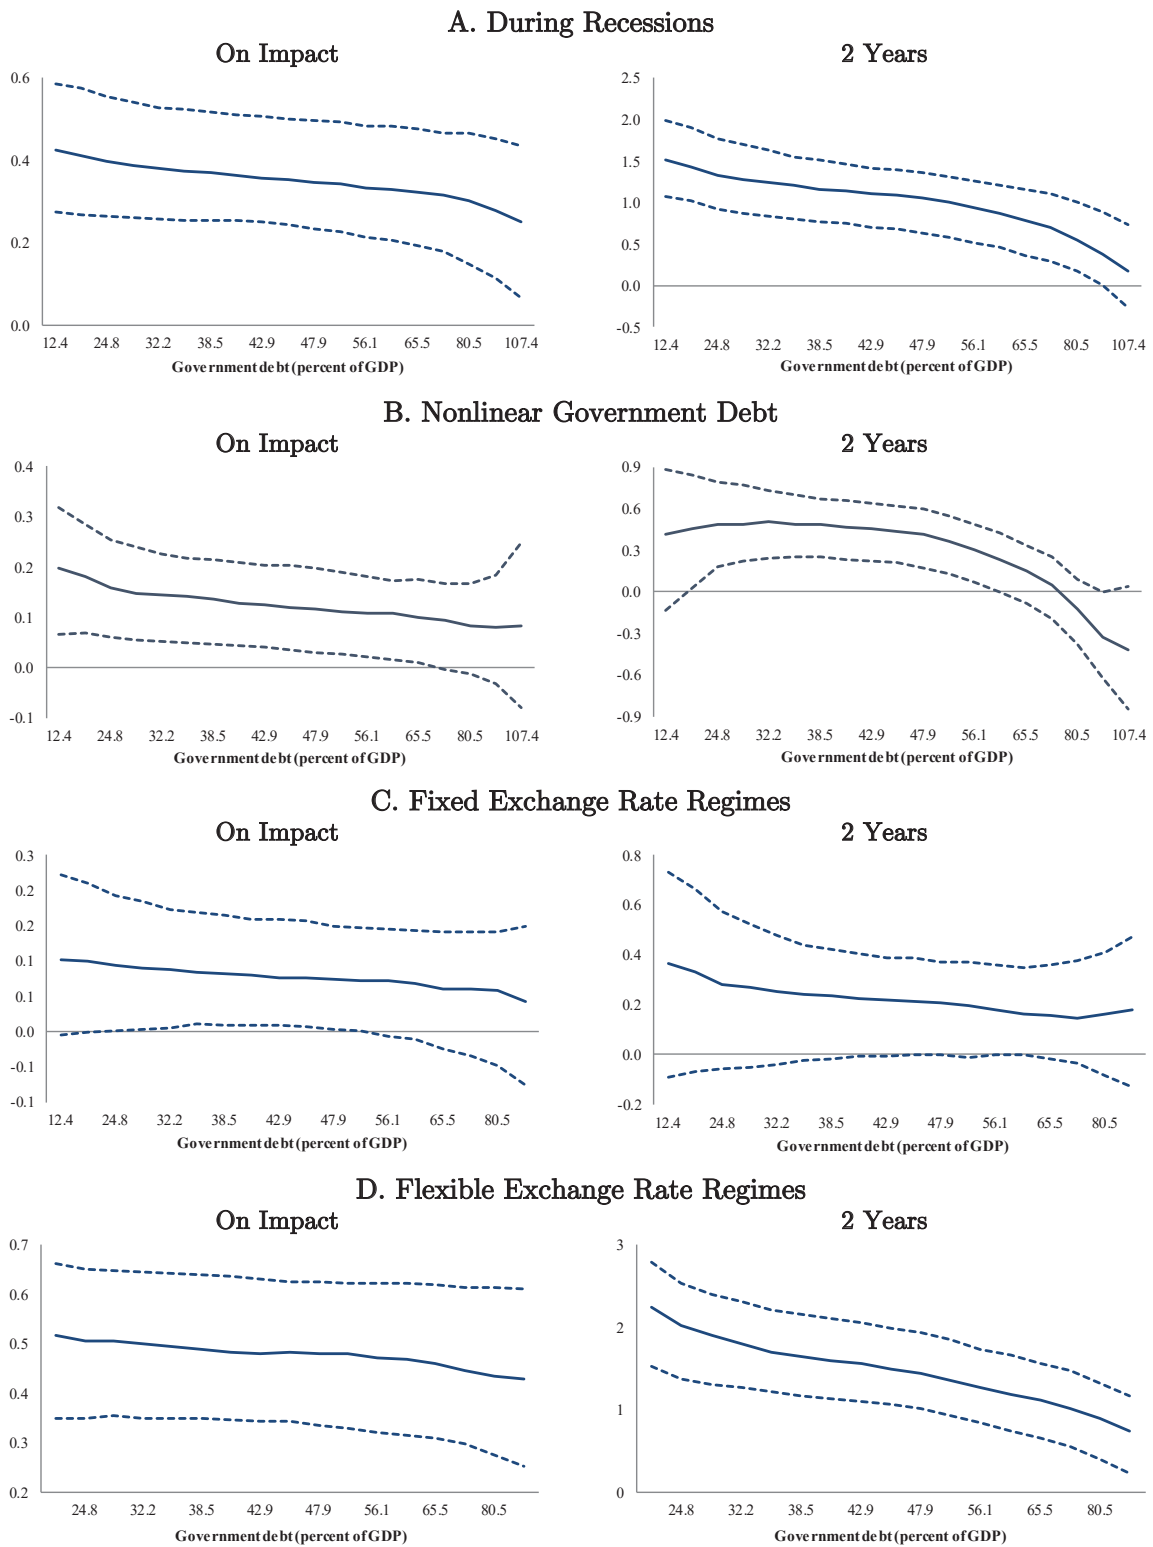 A. During Recessions
On Impact
0.6
0.4
0.2
0.0
12.4 24.8 32.2 38.5 42.9 47.9 56.1 65.5 80.5 107.4
Government debt (percent of GDP)
2 Years
2.5
2.0
1.5
1.0
0.5
0.0
-0.5
12.4 24.8 32.2 38.5 42.9 47.9 56.1 65.5 80.5 107.4
Government debt (percent of GDP)
B. Nonlinear Government Debt
On Impact
0.4
0.3
0.2
0.1
0.0
-0.1
12.4 24.8 32.2 38.5 42.9 47.9 56.1 65.5 80.5 107.4
Government debt (percent of GDP)
2 Years
0.9
0.6
0.3
0.0
-0.3
-0.6
-0.9
12.4 24.8 32.2 38.5 42.9 47.9 56.1 65.5 80.5 107.4
Government debt (percent of GDP)
C. Fixed Exchange Rate Regimes
On Impact
0.3
0.2
0.2
0.1
0.1
0.0
-0.1
-0.1
12.4 24.8 32.2 38.5 42.9 47.9 56.1 65.5 80.5
Government debt (percent of GDP)
2 Years
0.8
0.6
0.4
0.2
0.0
-0.2
12.4 24.8 32.2 38.5 42.9 47.9 56.1 65.5 80.5
Government debt (percent of GDP)
D. Flexible Exchange Rate Regimes
On Impact
0.7
0.6
0.5
0.4
0.3
0.2
24.8 32.2 38.5 42.9 47.9 56.1 65.5 80.5
Government debt (percent of GDP)
2 Years
3
2
1
0
24.8 32.2 38.5 42.9 47.9 56.1 65.5 80.5
Government debt (percent of GDP)